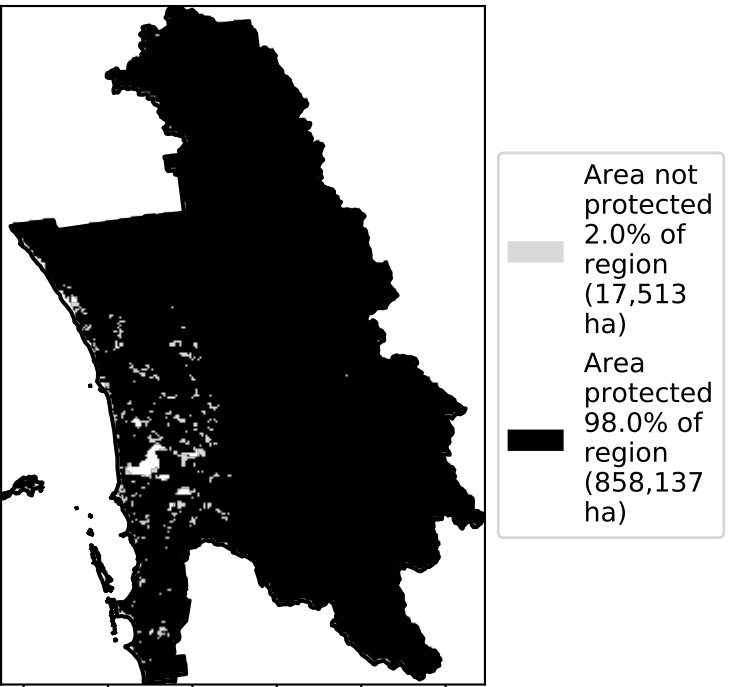 Area not
protected
2.0% of
region
(17,513
ha)
Area
protected
98.0% of
region
(858,137
ha)